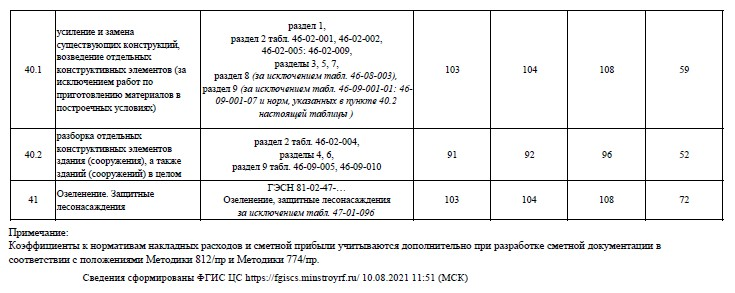 40.1
усиление и замена
существующих конструкций,
возведение отдельных
конструктивных элементов (за
исключением работ по
приготовлению материалов в
построечных условиях)
раздел 1,
раздел 2 табл. 46-02-001, 46-02-002,
46-02-005: 46-02-009,
разделы 3, 5, 7,
раздел 8 (за исключением табл. 46-08-003),
раздел 9 (за исключением табл. 46-09-001-01: 46-
09-001-07 и норм, указанных в пункте 40.2
настоящей таблицы )
103
104
108
59
40.2
разборка отдельных
конструктивных элементов
здания (сооружения), а также
зданий (сооружений) в целом
раздел 2 табл. 46-02-004,
разделы 4, 6,
раздел 9 табл. 46-09-005, 46-09-010
91
92
96
52
41
Озеленение. Защитные
лесонасаждения
ГЭСН 81-02-47-…
Озеленение, защитные лесонасаждения
за исключением табл. 47-01-096
103
104
108
72
Примечание:
Коэффициенты к нормативам накладных расходов и сметной прибыли учитываются дополнительно при разработке сметной документации в
соответствии с положениями Методики 812/пр и Методики 774/пр.
Сведения сформированы ФГИС ЦС https://fgiscs.minstroyrf.ru/ 10.08.2021 11:51 (МСК)